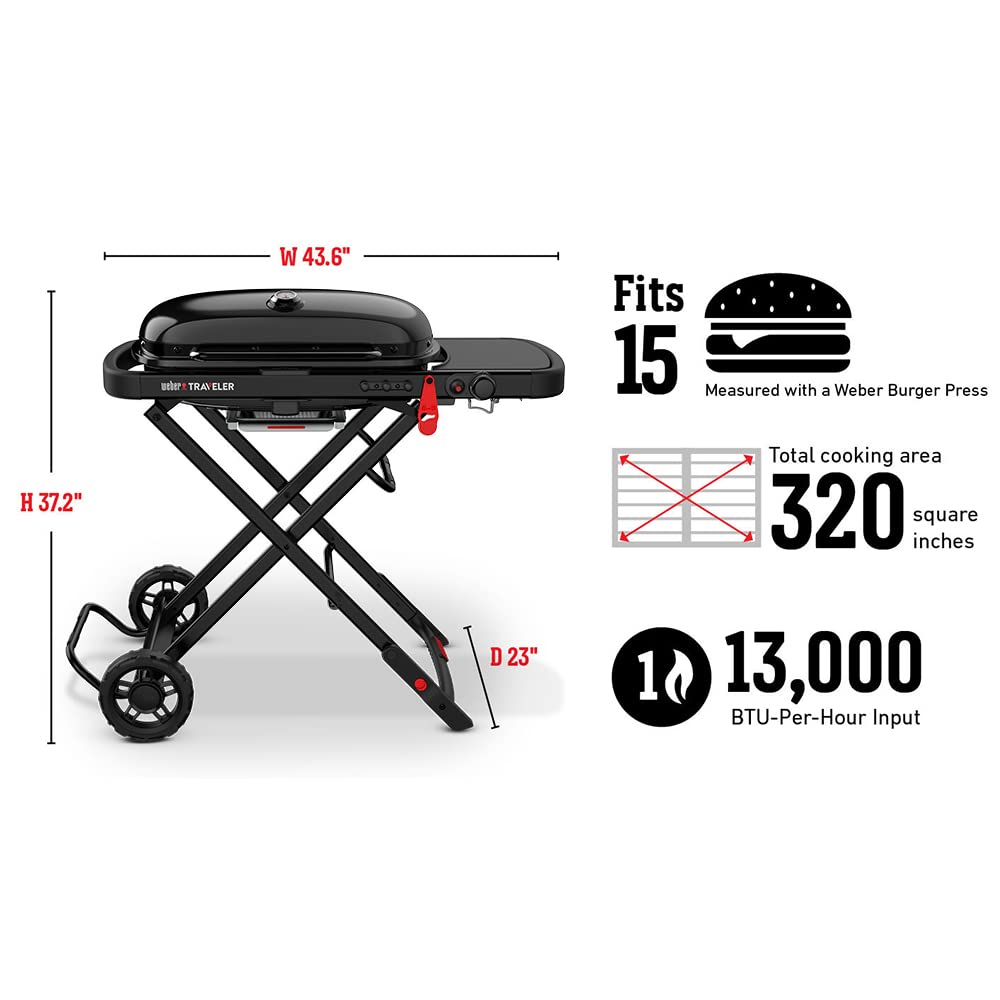 W 43.6"
H 37.2"
weber TRAVELER
D 23"
Fits
15
Measured with a Weber Burger Press
Total cooking area
320 square
inches
1
13,000
BTU-Per-Hour Input